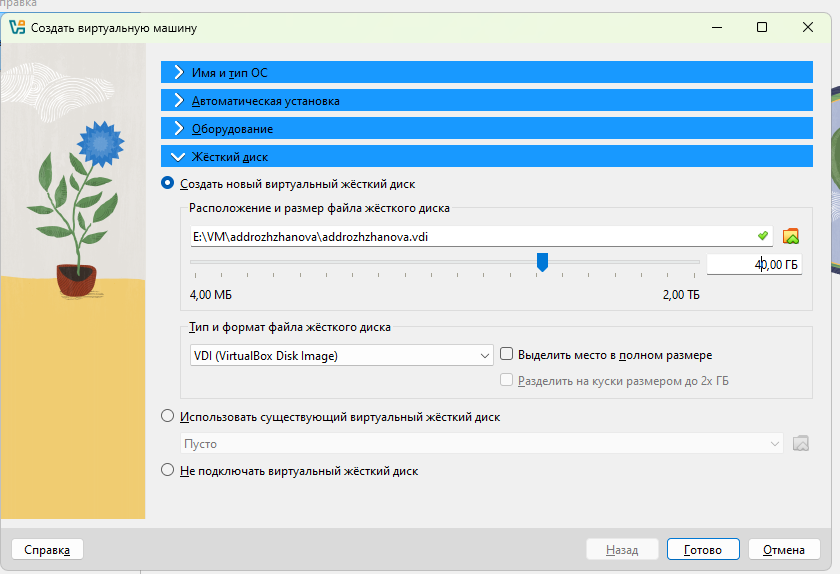 правка
Создать виртуальную машину
Имя и тип ОС
Автоматическая установка
Оборудование
Жёсткий диск
Создать новый виртуальный жёсткий диск
Расположение и размер файла жёсткого диска
E:\VM\addrozhzhanova\addrozhzhanova.vdi
40,00 ГБ
4,00 МБ 2,00 ТБ
Тип и формат файла жёсткого диска
VDI (VirtualBox Disk Image) Выделить место в полном размере
Разделить на куски размером до 2х ГБ
Использовать существующий виртуальный жёсткий диск
Пусто
Не подключать виртуальный жёсткий диск
Справка Назад Готово Отмена